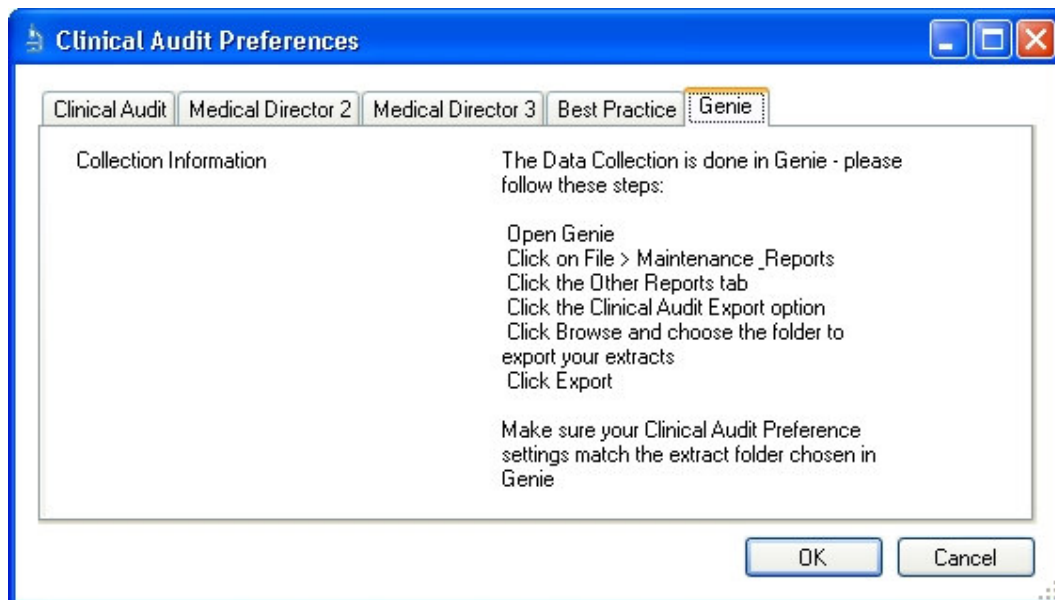 Clinical Audit Preferences
Clinical Audit
Medical Director 2
Medical Director 3
Best Practice
Genie
Collection Information
The Data Collection is done in Genie - please
follow these steps:
Open Genie
Click on File > Maintenance _Reports
Click the Other Reports tab
Click the Clinical Audit Export option
Click Browse and choose the folder to
export your extracts
Click Export
Make sure your Clinical Audit Preference
settings match the extract folder chosen in
Genie
OK
Cancel